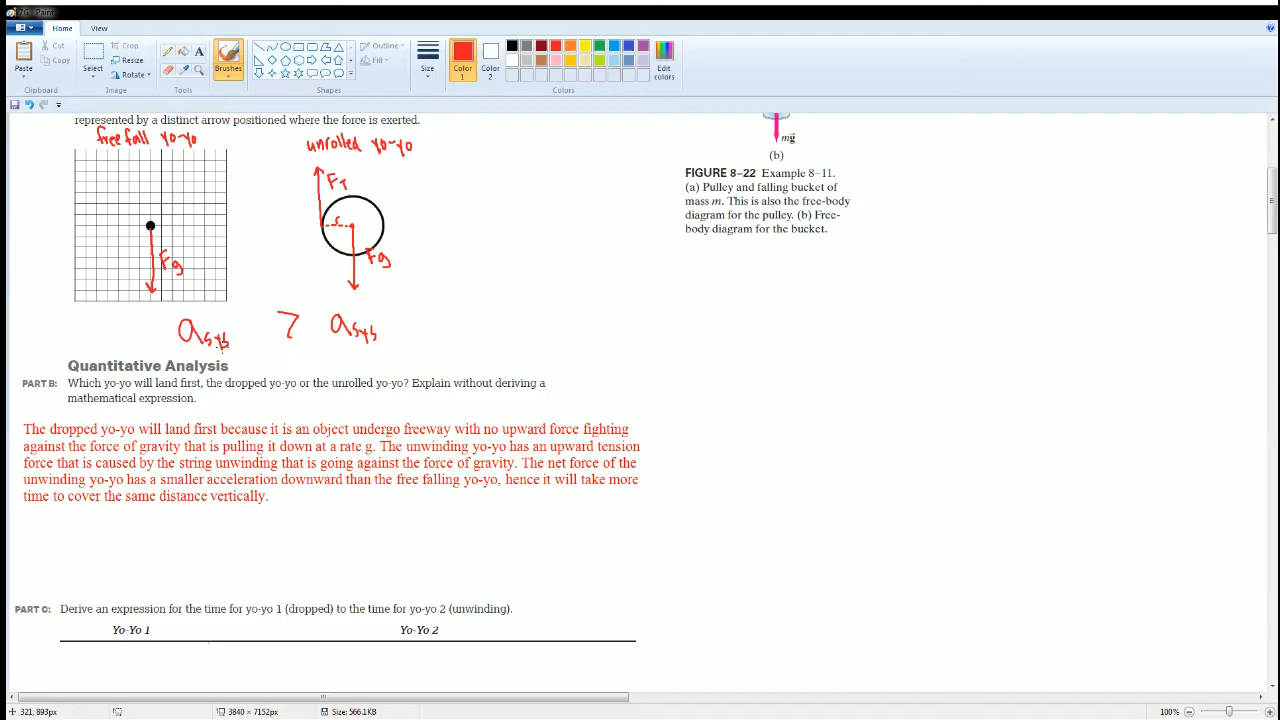 Home
View
Paste
Cut
Copy
Clipboard
Select
Crop
Resize
Rotate
Image
Tools
Brushes
Shapes
Outline
Fill
Size
Color 1
Color 2
Edit colors
Colors
represented by a distinct arrow positioned where the force is exerted.
free fall yo-yo
unrolled yo-yo
FT
r
Fg
Fg
asys > asys
mg
(b)
FIGURE 8–22 Example 8–11.
(a) Pulley and falling bucket of
mass m. This is also the free-body
diagram for the pulley. (b) Free-
body diagram for the bucket.
Quantitative Analysis
PART B: Which yo-yo will land first, the dropped yo-yo or the unrolled yo-yo? Explain without deriving a
mathematical expression.
The dropped yo-yo will land first because it is an object undergo freeway with no upward force fighting
against the force of gravity that is pulling it down at a rate g. The unwinding yo-yo has an upward tension
force that is caused by the string unwinding that is going against the force of gravity. The net force of the
unwinding yo-yo has a smaller acceleration downward than the free falling yo-yo, hence it will take more
time to cover the same distance vertically.
PART C: Derive an expression for the time for yo-yo 1 (dropped) to the time for yo-yo 2 (unwinding).
Yo-Yo 1
Yo-Yo 2
321, 893px
3840 × 7152px
Size: 566.1KB
100%